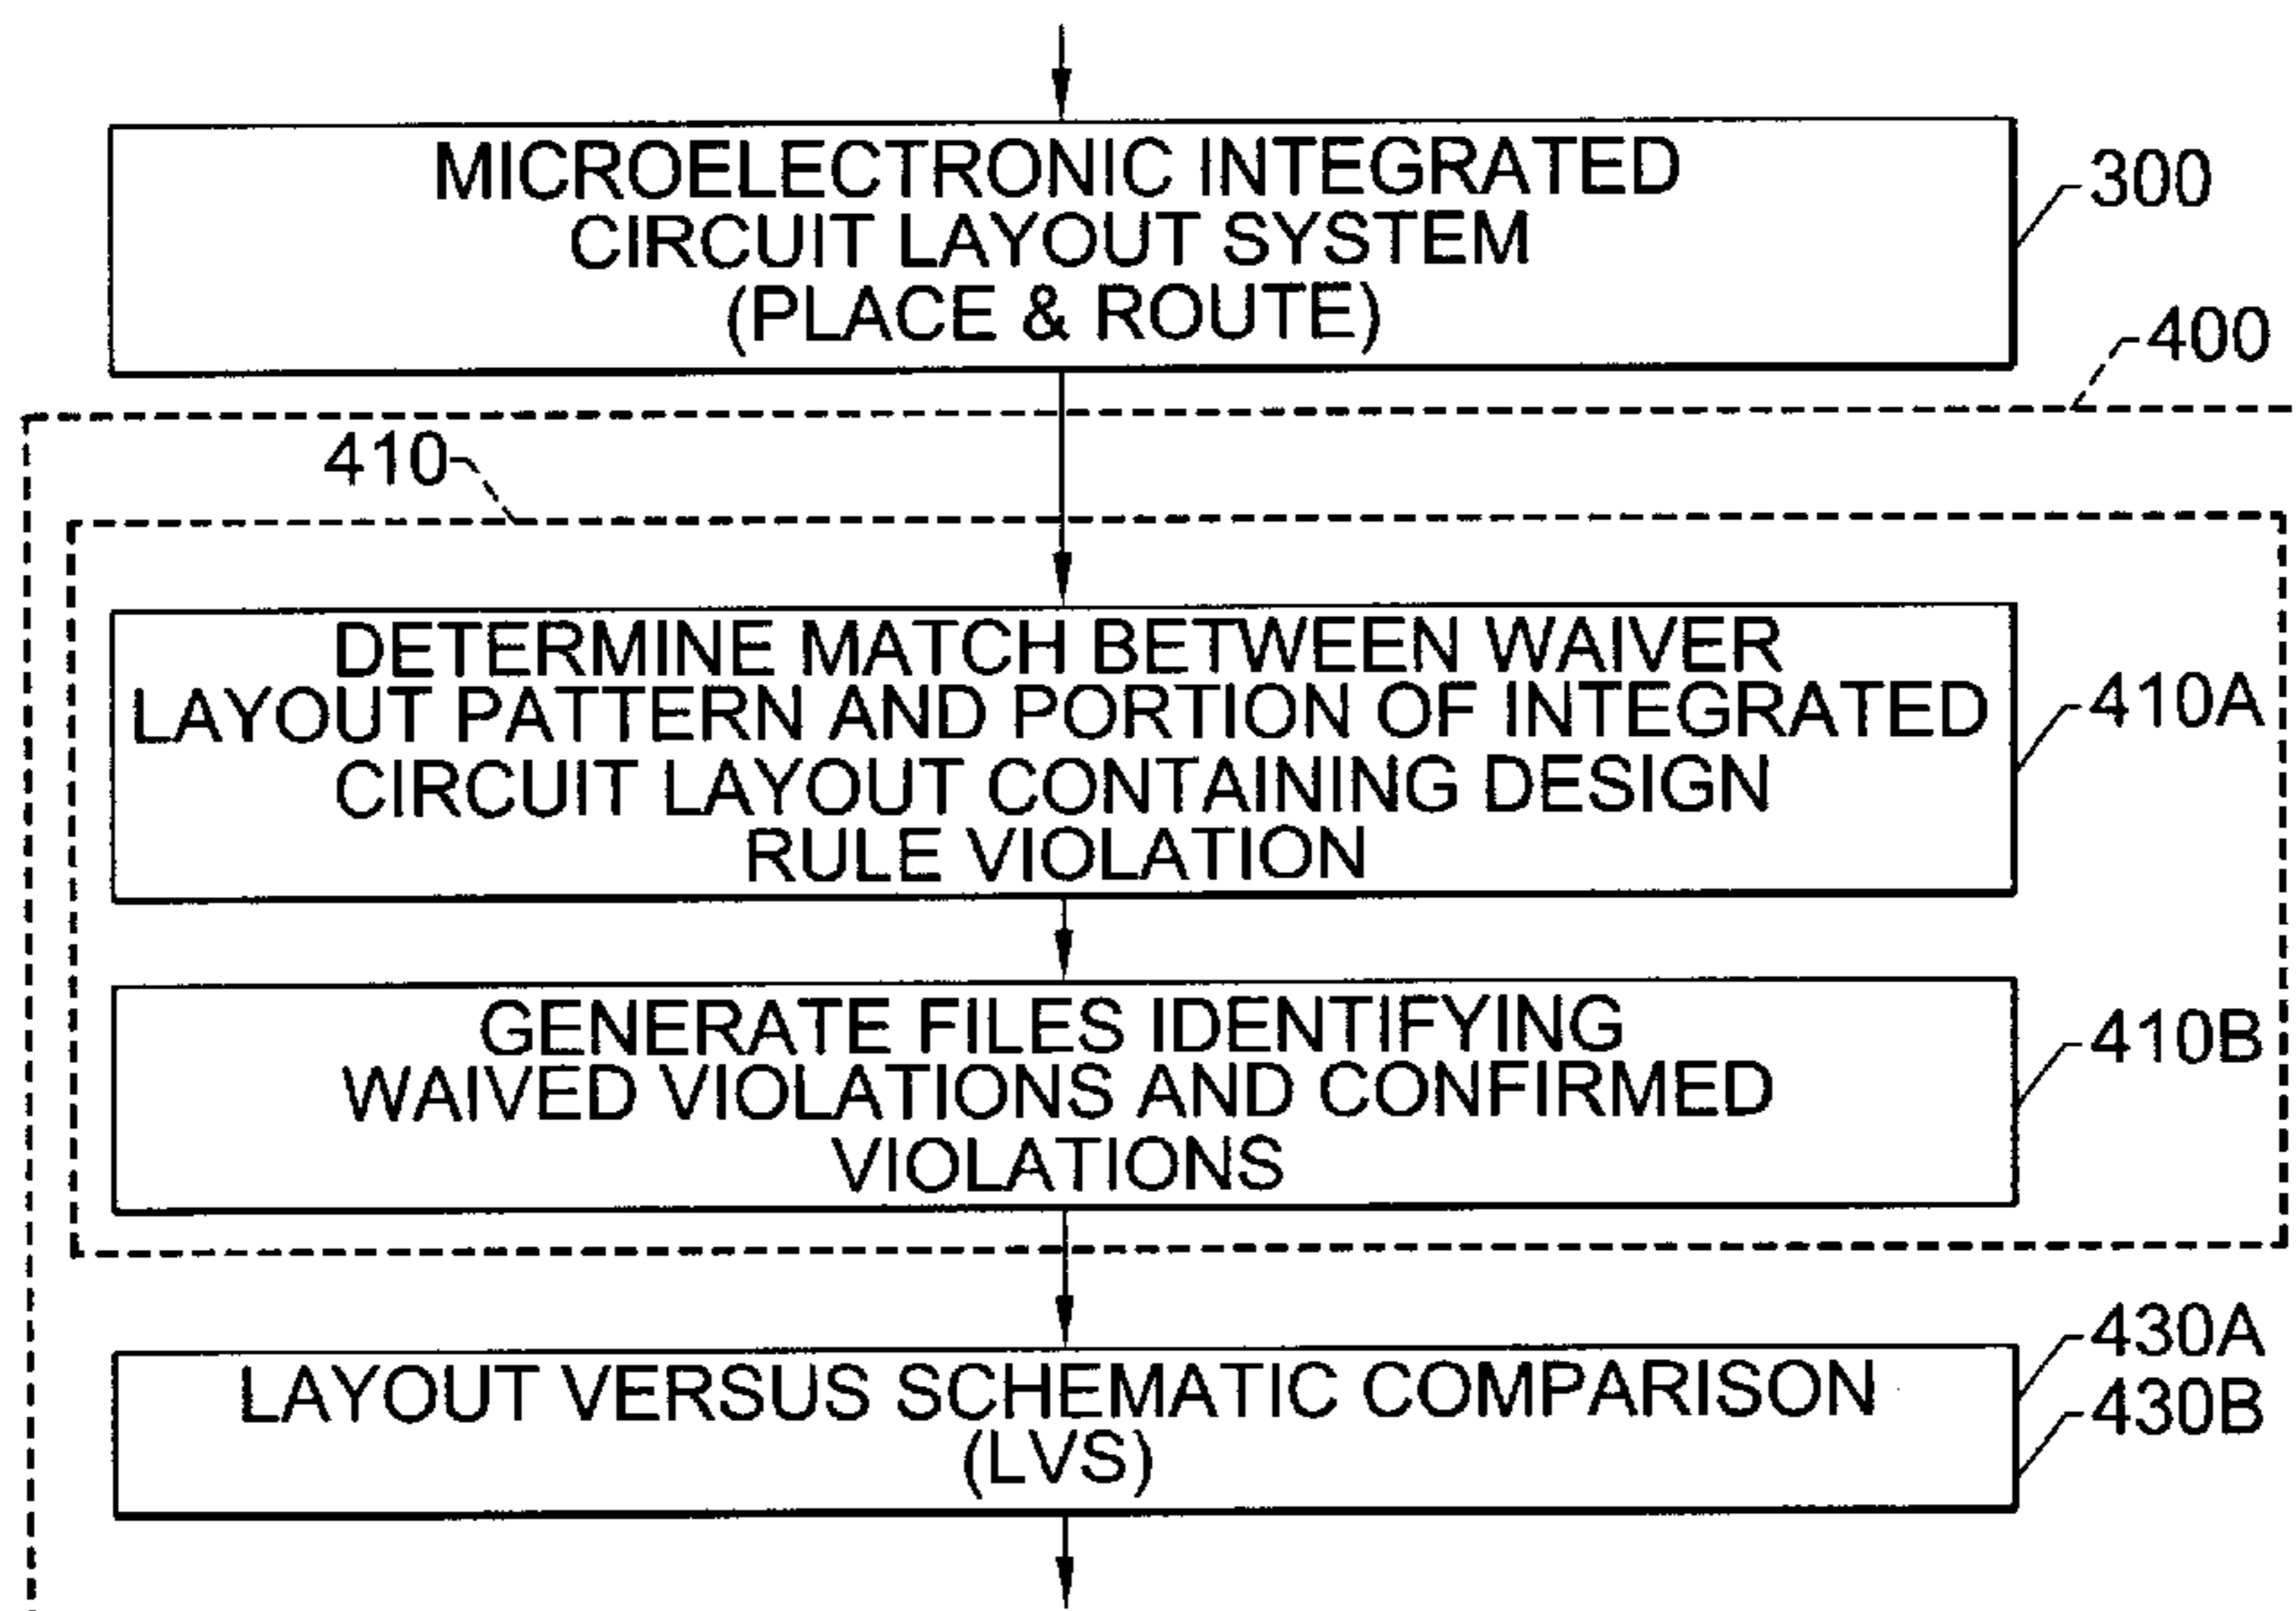 MICROELECTRONIC INTEGRATED
CIRCUIT LAYOUT SYSTEM
(PLACE & ROUTE)
300
400
410
DETERMINE MATCH BETWEEN WAIVER
LAYOUT PATTERN AND PORTION OF INTEGRATED
CIRCUIT LAYOUT CONTAINING DESIGN
RULE VIOLATION
410A
GENERATE FILES IDENTIFYING
WAIVED VIOLATIONS AND CONFIRMED
VIOLATIONS
410B
LAYOUT VERSUS SCHEMATIC COMPARISON
(LVS)
430A
430B